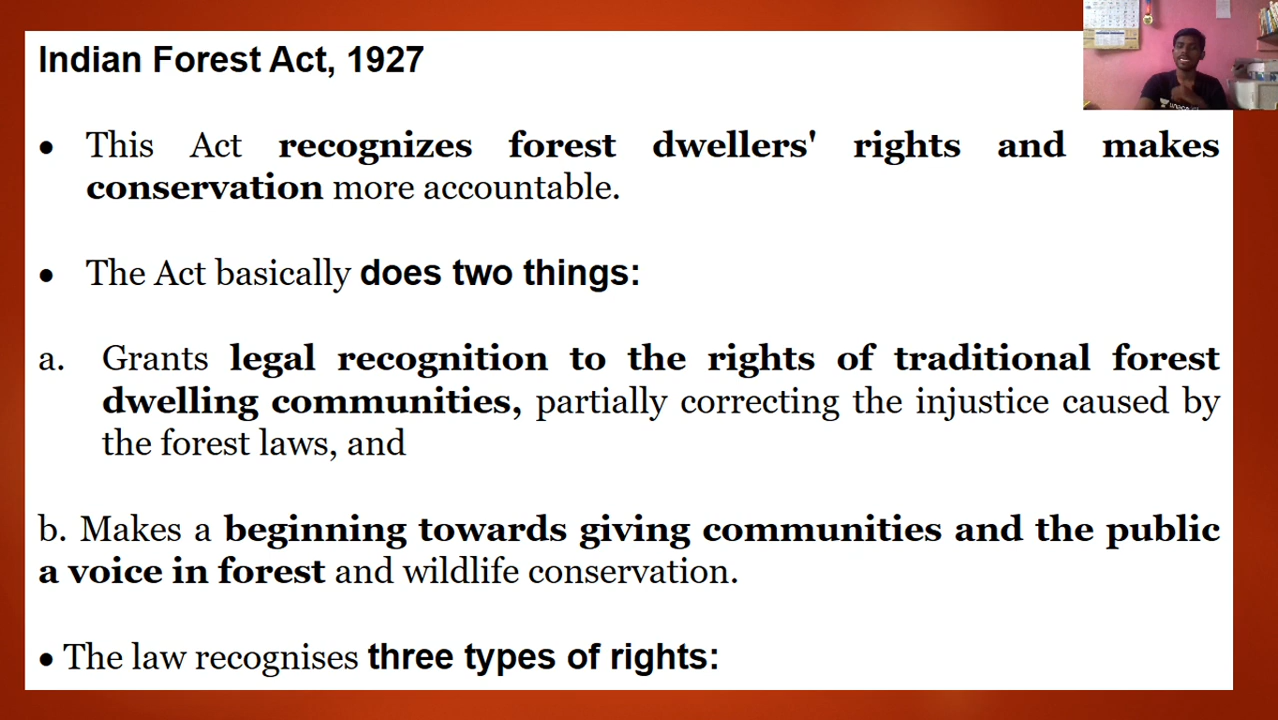 Indian Forest Act, 1927
• This Act recognizes forest dwellers' rights and makes
conservation more accountable.
• The Act basically does two things:
a. Grants legal recognition to the rights of traditional forest
dwelling communities, partially correcting the injustice caused by
the forest laws, and
b. Makes a beginning towards giving communities and the public
a voice in forest and wildlife conservation.
• The law recognises three types of rights: